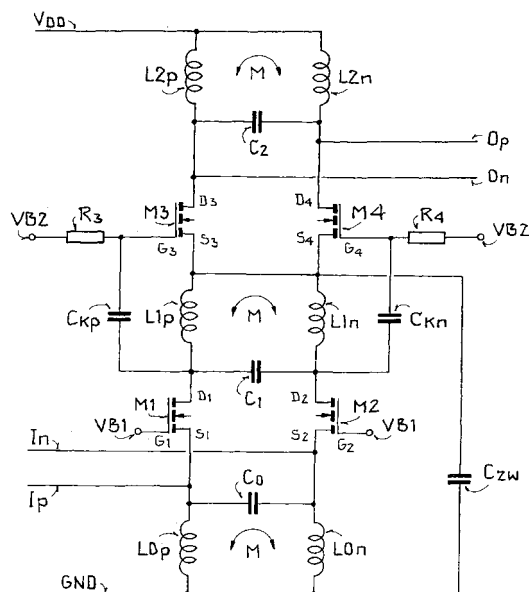 VDD
L2p
M
L2n
C2
Op
On
D3
D4
R3
M3
M4
R4
VB2
G3
S3
S4
G4
VB2
CKp
L1p
M
L1n
CKn
C1
M1
D1
D2
M2
VB1
G1
S1
S2
G2
VB1
In
Ip
C0
CZW
L0p
M
L0n
GND